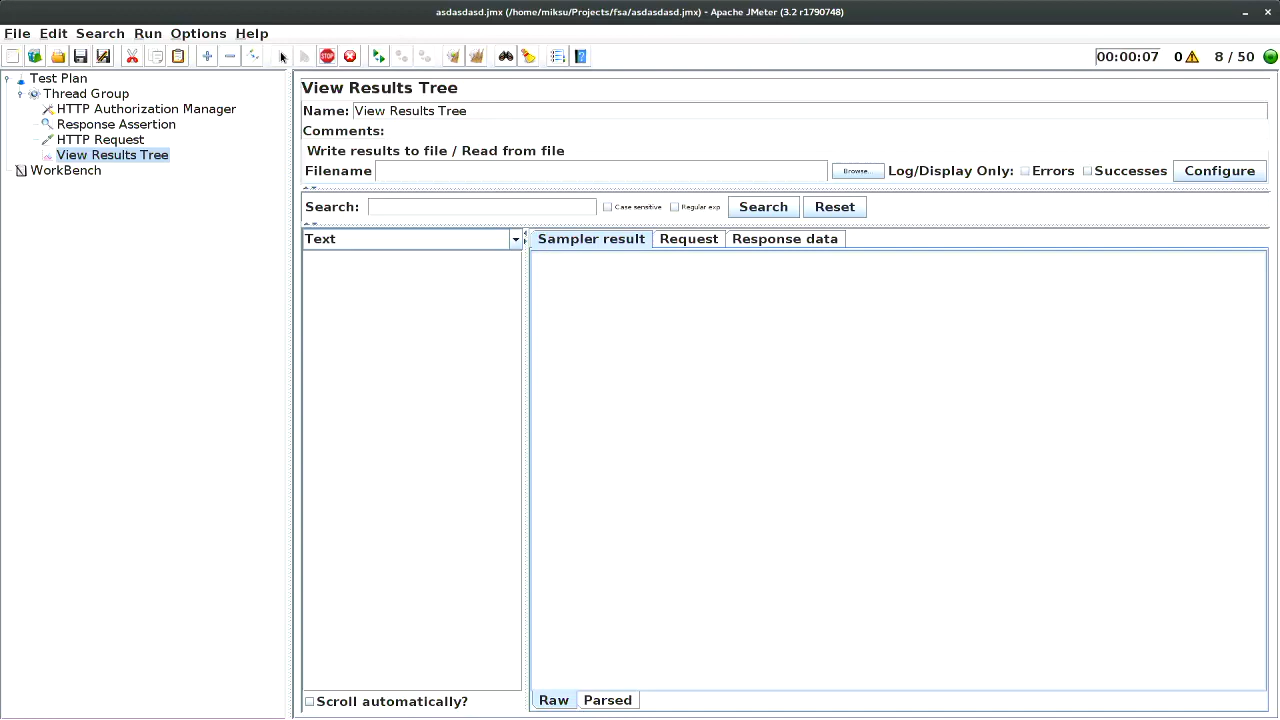 asdasdasd.jmx (/home/miksu/Projects/fsa/asdasdasd.jmx) - Apache JMeter (3.2 r1790748)
File Edit Search Run Options Help
STOP 00:00:07 0 8 / 50
Test Plan
Thread Group
HTTP Authorization Manager
Response Assertion
HTTP Request
View Results Tree
WorkBench
View Results Tree
Name: View Results Tree
Comments:
Write results to file / Read from file
Filename Browse... Log/Display Only: Errors Successes Configure
Search: Case sensitive Regular exp. Search Reset
Text Sampler result Request Response data
Scroll automatically? Raw Parsed